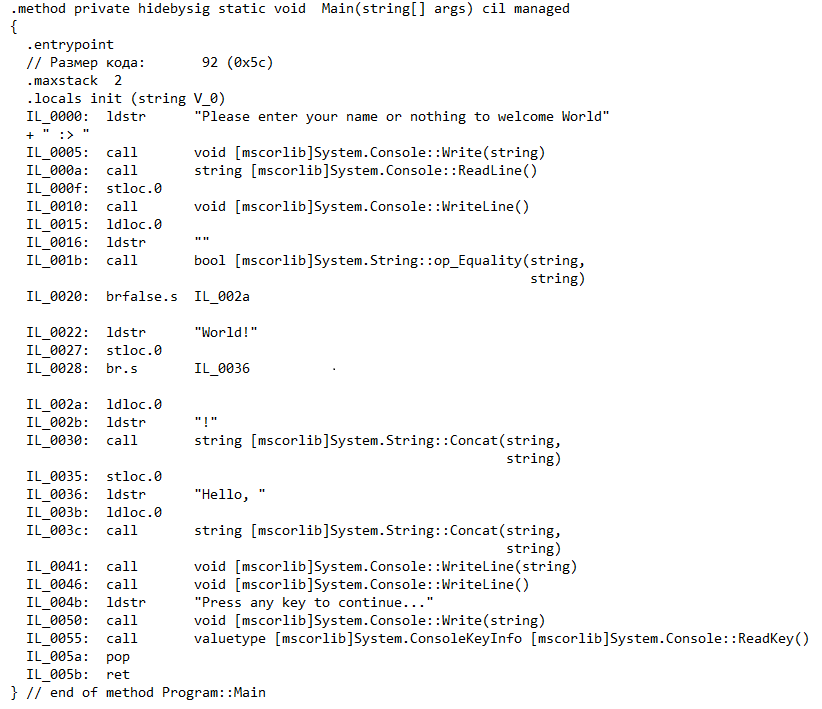 .method private hidebysig static void  Main(string[] args) cil managed
{
  .entrypoint
  // Размер кода:       92 (0x5c)
  .maxstack  2
  .locals init (string V_0)
  IL_0000:  ldstr      "Please enter your name or nothing to welcome World"
  + " :> "
  IL_0005:  call       void [mscorlib]System.Console::Write(string)
  IL_000a:  call       string [mscorlib]System.Console::ReadLine()
  IL_000f:  stloc.0
  IL_0010:  call       void [mscorlib]System.Console::WriteLine()
  IL_0015:  ldloc.0
  IL_0016:  ldstr      ""
  IL_001b:  call       bool [mscorlib]System.String::op_Equality(string,
                                                               string)
  IL_0020:  brfalse.s  IL_002a
  IL_0022:  ldstr      "World!"
  IL_0027:  stloc.0
  IL_0028:  br.s       IL_0036
  IL_002a:  ldloc.0
  IL_002b:  ldstr      "!"
  IL_0030:  call       string [mscorlib]System.String::Concat(string,
                                                            string)
  IL_0035:  stloc.0
  IL_0036:  ldstr      "Hello, "
  IL_003b:  ldloc.0
  IL_003c:  call       string [mscorlib]System.String::Concat(string,
                                                            string)
  IL_0041:  call       void [mscorlib]System.Console::WriteLine(string)
  IL_0046:  call       void [mscorlib]System.Console::WriteLine()
  IL_004b:  ldstr      "Press any key to continue..."
  IL_0050:  call       void [mscorlib]System.Console::Write(string)
  IL_0055:  call       valuetype [mscorlib]System.ConsoleKeyInfo [mscorlib]System.Console::ReadKey()
  IL_005a:  pop
  IL_005b:  ret
} // end of method Program::Main